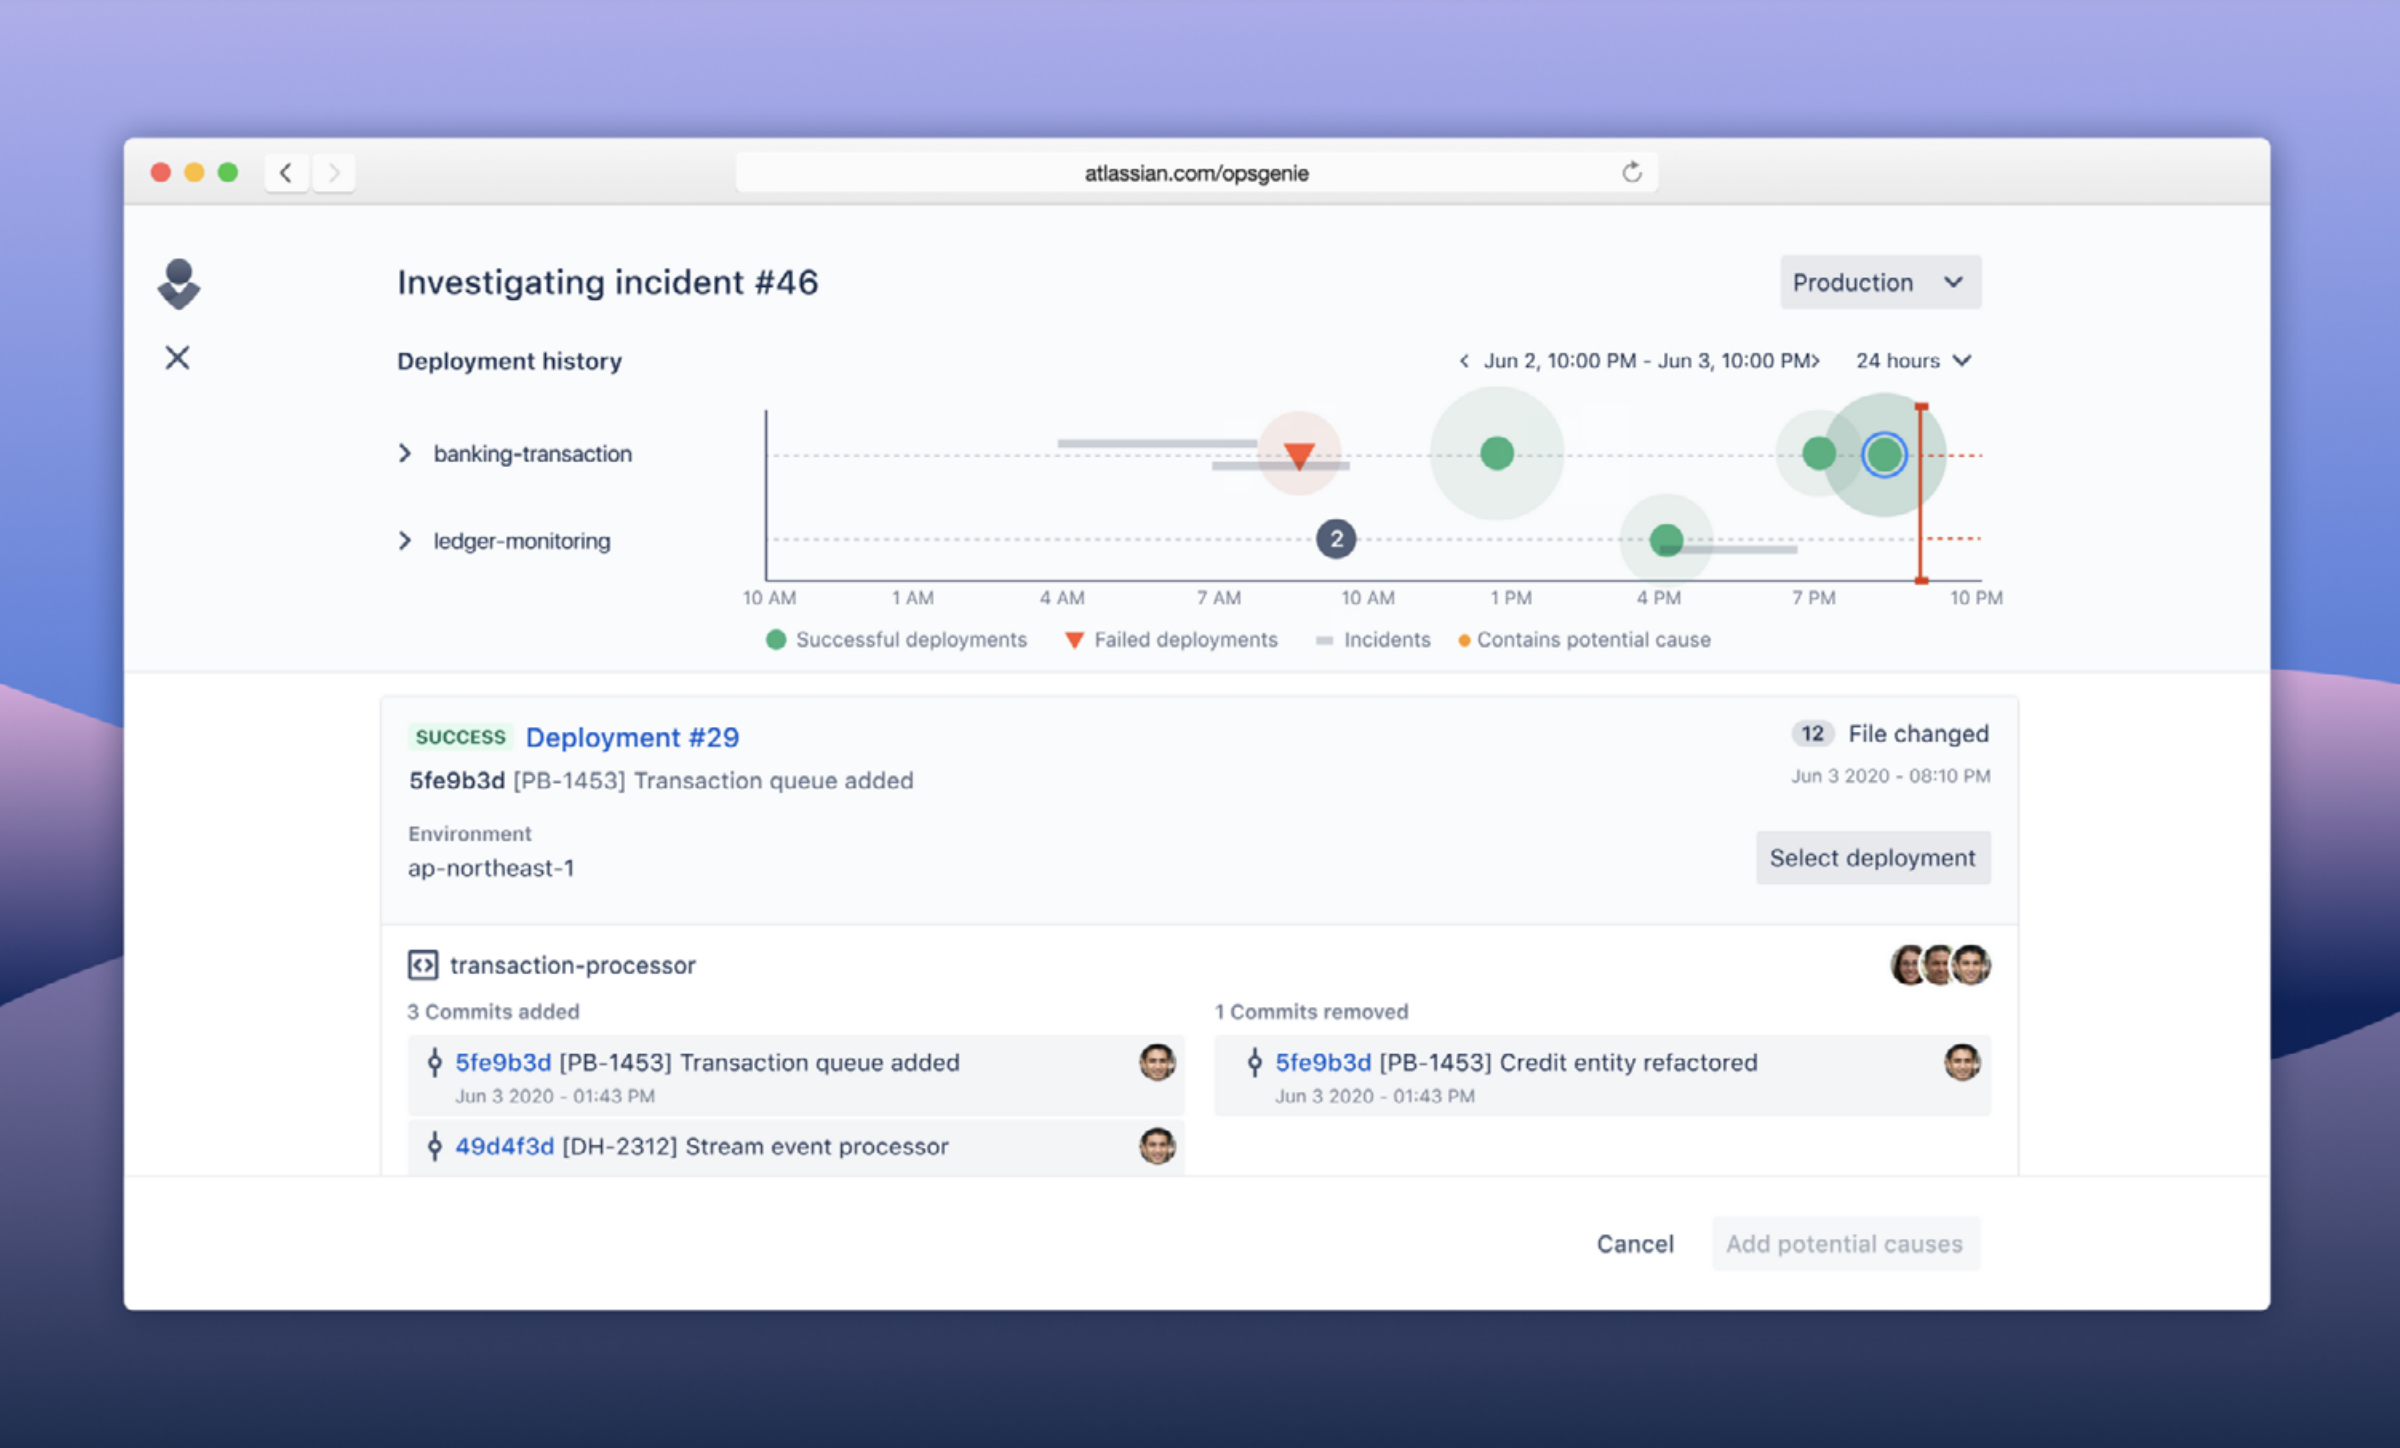 atlassian.com/opsgenie
Investigating incident #46
Production
Deployment history
Jun 2, 10:00 PM - Jun 3, 10:00 PM
24 hours
banking-transaction
ledger-monitoring
2
10 AM 1 AM 4 AM 7 AM 10 AM 1 PM 4 PM 7 PM 10 PM
Successful deployments Failed deployments Incidents Contains potential cause
SUCCESS Deployment #29
12 File changed
5fe9b3d [PB-1453] Transaction queue added
Jun 3 2020 - 08:10 PM
Environment
ap-northeast-1
Select deployment
transaction-processor
3 Commits added
1 Commits removed
5fe9b3d [PB-1453] Transaction queue added
Jun 3 2020 - 01:43 PM
5fe9b3d [PB-1453] Credit entity refactored
Jun 3 2020 - 01:43 PM
49d4f3d [DH-2312] Stream event processor
Cancel
Add potential causes